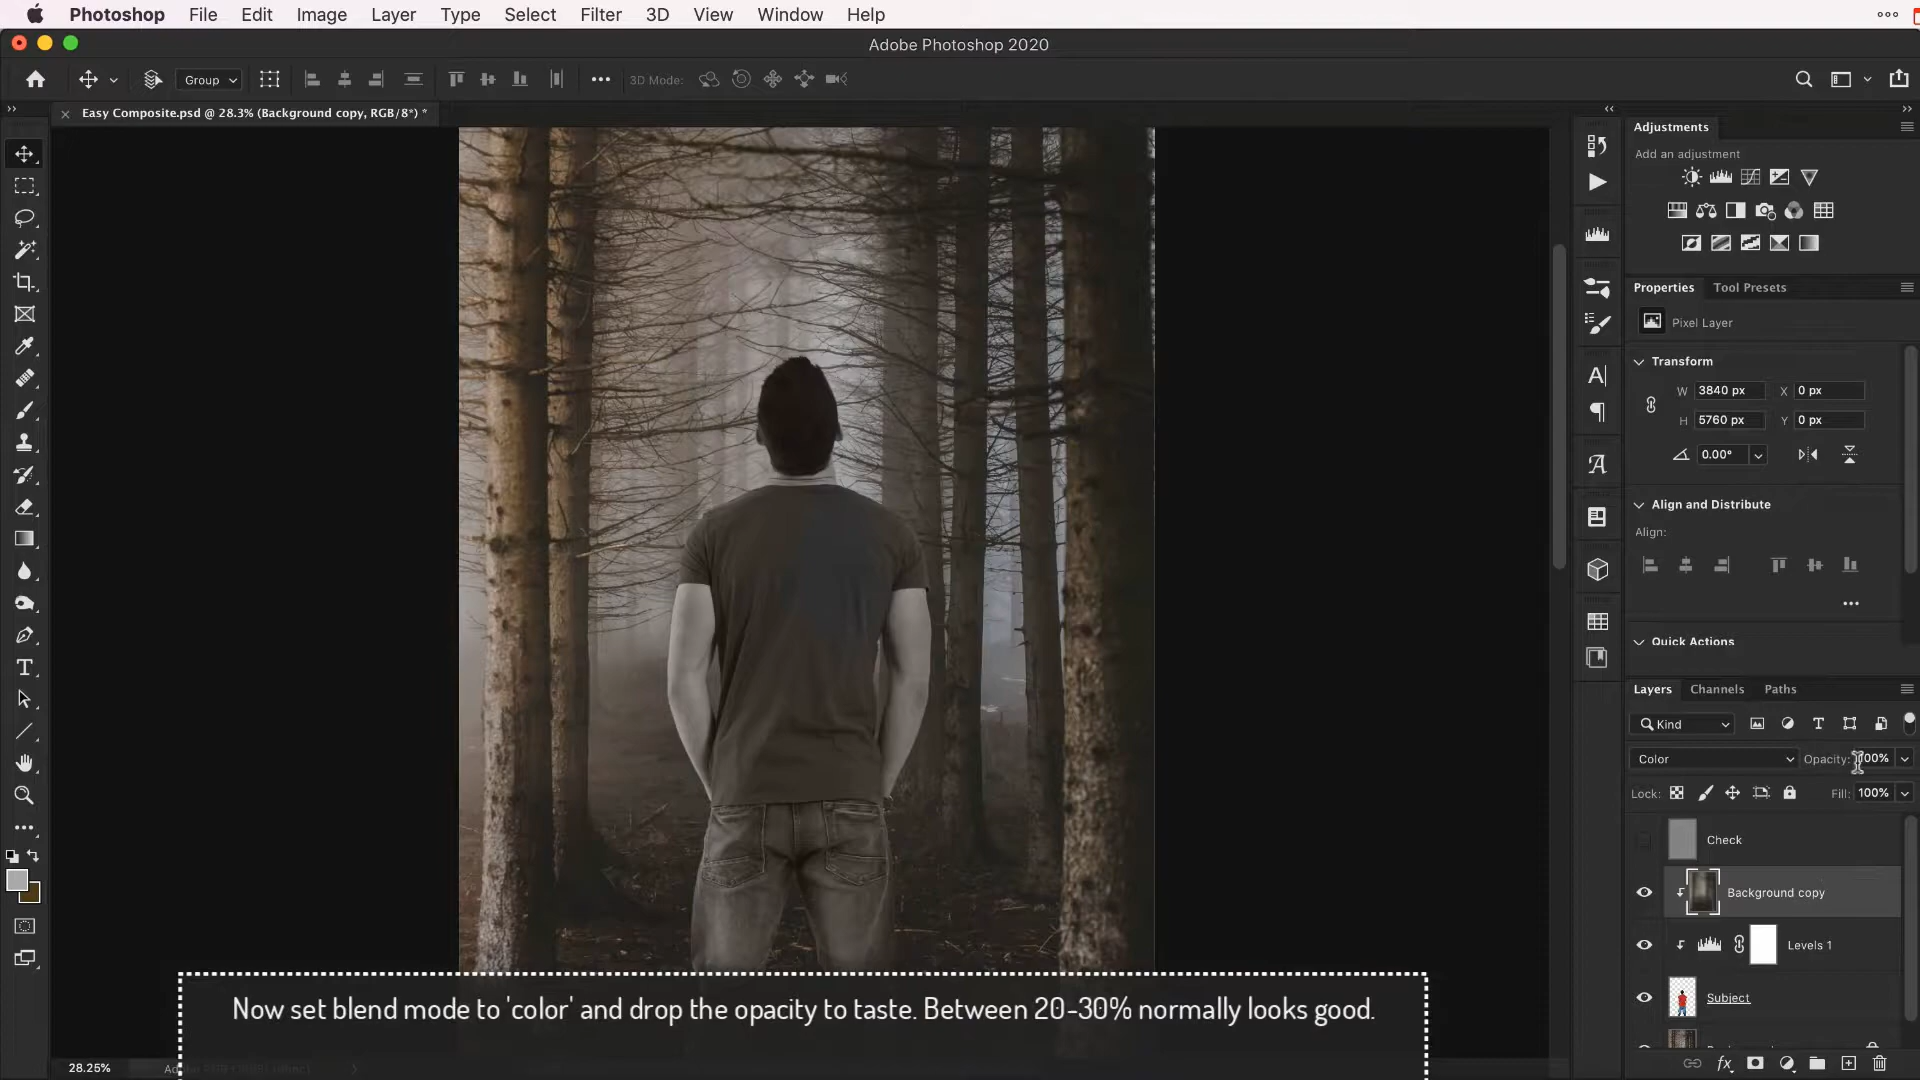 Photoshop File Edit Image Layer Type Select Filter 3D View Window Help
Adobe Photoshop 2020
Group 3D Mode:
Easy Composite.psd @ 28.3% (Background copy, RGB/8*) *
Adjustments
Add an adjustment
Properties Tool Presets
Pixel Layer
Transform
W 3840 px X 0 px
H 5760 px Y 0 px
0.00°
Align and Distribute
Align:
Quick Actions
Layers Channels Paths
Kind
Color Opacity: 100%
Lock: Fill: 100%
Check
Background copy
Levels 1
Subject
Now set blend mode to 'color' and drop the opacity to taste. Between 20-30% normally looks good.
28.25%